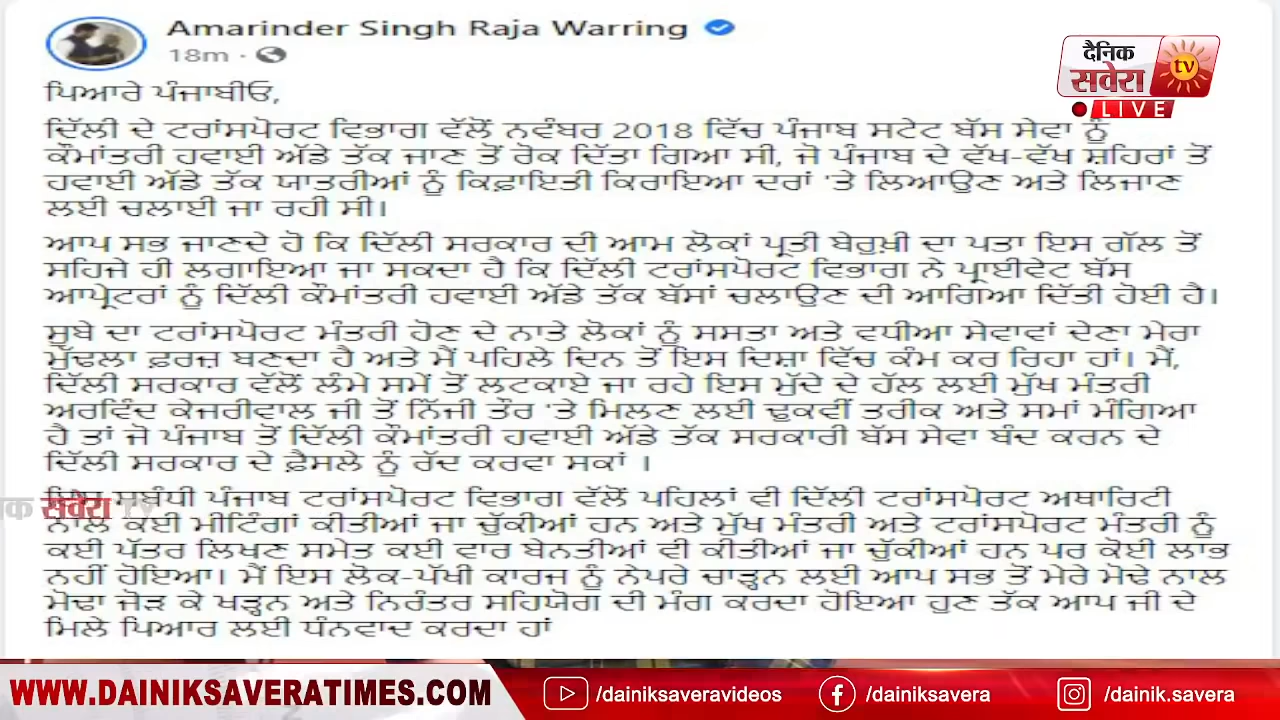 Amarinder Singh Raja Warring
18m ·
ਪਿਆਰੇ ਪੰਜਾਬੀਓ,
ਦਿੱਲੀ ਦੇ ਟਰਾਂਸਪੋਰਟ ਵਿਭਾਗ ਵੱਲੋਂ ਨਵੰਬਰ 2018 ਵਿੱਚ ਪੰਜਾਬ ਸਟੇਟ ਬੱਸ ਸੇਵਾ ਨੂੰ
ਕੌਮਾਂਤਰੀ ਹਵਾਈ ਅੱਡੇ ਤੱਕ ਜਾਣ ਤੋਂ ਰੋਕ ਦਿੱਤਾ ਗਿਆ ਸੀ, ਜੋ ਪੰਜਾਬ ਦੇ ਵੱਖ-ਵੱਖ ਸ਼ਹਿਰਾਂ ਤੋਂ
ਹਵਾਈ ਅੱਡੇ ਤੱਕ ਯਾਤਰੀਆਂ ਨੂੰ ਕਿਫ਼ਾਇਤੀ ਕਿਰਾਇਆ ਦਰਾਂ 'ਤੇ ਲਿਆਉਣ ਅਤੇ ਲਿਜਾਣ
ਲਈ ਚਲਾਈ ਜਾ ਰਹੀ ਸੀ।
ਆਪ ਸਭ ਜਾਣਦੇ ਹੋ ਕਿ ਦਿੱਲੀ ਸਰਕਾਰ ਦੀ ਆਮ ਲੋਕਾਂ ਪ੍ਰਤੀ ਬੇਰੁਖ਼ੀ ਦਾ ਪਤਾ ਇਸ ਗੱਲ ਤੋਂ
ਸਹਿਜੇ ਹੀ ਲਗਾਇਆ ਜਾ ਸਕਦਾ ਹੈ ਕਿ ਦਿੱਲੀ ਟਰਾਂਸਪੋਰਟ ਵਿਭਾਗ ਨੇ ਪ੍ਰਾਈਵੇਟ ਬੱਸ
ਆਪ੍ਰੇਟਰਾਂ ਨੂੰ ਦਿੱਲੀ ਕੌਮਾਂਤਰੀ ਹਵਾਈ ਅੱਡੇ ਤੱਕ ਬੱਸਾਂ ਚਲਾਉਣ ਦੀ ਆਗਿਆ ਦਿੱਤੀ ਹੋਈ ਹੈ।
ਸੂਬੇ ਦਾ ਟਰਾਂਸਪੋਰਟ ਮੰਤਰੀ ਹੋਣ ਦੇ ਨਾਤੇ ਲੋਕਾਂ ਨੂੰ ਸਸਤਾ ਅਤੇ ਵਧੀਆ ਸੇਵਾਵਾਂ ਦੇਣਾ ਮੇਰਾ
ਮੁੱਢਲਾ ਫ਼ਰਜ਼ ਬਣਦਾ ਹੈ ਅਤੇ ਮੈਂ ਪਹਿਲੇ ਦਿਨ ਤੋਂ ਇਸ ਦਿਸ਼ਾ ਵਿੱਚ ਕੰਮ ਕਰ ਰਿਹਾ ਹਾਂ। ਮੈਂ,
ਦਿੱਲੀ ਸਰਕਾਰ ਵੱਲੋਂ ਲੰਮੇ ਸਮੇਂ ਤੋਂ ਲਟਕਾਏ ਜਾ ਰਹੇ ਇਸ ਮੁੱਦੇ ਦੇ ਹੱਲ ਲਈ ਮੁੱਖ ਮੰਤਰੀ
ਅਰਵਿੰਦ ਕੇਜਰੀਵਾਲ ਜੀ ਤੋਂ ਨਿੱਜੀ ਤੌਰ 'ਤੇ ਮਿਲਣ ਲਈ ਢੁਕਵੀਂ ਤਰੀਕ ਅਤੇ ਸਮਾਂ ਮੰਗਿਆ
ਹੈ ਤਾਂ ਜੋ ਪੰਜਾਬ ਤੋਂ ਦਿੱਲੀ ਕੌਮਾਂਤਰੀ ਹਵਾਈ ਅੱਡੇ ਤੱਕ ਸਰਕਾਰੀ ਬੱਸ ਸੇਵਾ ਬੰਦ ਕਰਨ ਦੇ
ਦਿੱਲੀ ਸਰਕਾਰ ਦੇ ਫ਼ੈਸਲੇ ਨੂੰ ਰੱਦ ਕਰਵਾ ਸਕਾਂ ।
ਸਬੰਧੀ ਪੰਜਾਬ ਟਰਾਂਸਪੋਰਟ ਵਿਭਾਗ ਵੱਲੋਂ ਪਹਿਲਾਂ ਵੀ ਦਿੱਲੀ ਟਰਾਂਸਪੋਰਟ ਅਥਾਰਿਟੀ
ਨਾਲ ਕਈ ਮੀਟਿੰਗਾਂ ਕੀਤੀਆਂ ਜਾ ਚੁੱਕੀਆਂ ਹਨ ਅਤੇ ਮੁੱਖ ਮੰਤਰੀ ਅਤੇ ਟਰਾਂਸਪੋਰਟ ਮੰਤਰੀ ਨੂੰ
ਕਈ ਪੱਤਰ ਲਿਖਣ ਸਮੇਤ ਕਈ ਵਾਰ ਬੇਨਤੀਆਂ ਵੀ ਕੀਤੀਆਂ ਜਾ ਚੁੱਕੀਆਂ ਹਨ ਪਰ ਕੋਈ ਲਾਭ
ਨਹੀਂ ਹੋਇਆ। ਮੈਂ ਇਸ ਲੋਕ-ਪੱਖੀ ਕਾਰਜ ਨੂੰ ਨੇਪਰੇ ਚਾੜ੍ਹਨ ਲਈ ਆਪ ਸਭ ਤੋਂ ਮੇਰੇ ਮੋਢੇ ਨਾਲ
ਮੋਢਾ ਜੋੜ ਕੇ ਖੜ੍ਹਨ ਅਤੇ ਨਿਰੰਤਰ ਸਹਿਯੋਗ ਦੀ ਮੰਗ ਕਰਦਾ ਹੋਇਆ ਹੁਣ ਤੱਕ ਆਪ ਜੀ ਦੇ
ਮਿਲੇ ਪਿਆਰ ਲਈ ਧੰਨਵਾਦ ਕਰਦਾ ਹਾਂ
दैनिक
सवेरा tv
LIVE
सवेरा TV
WWW.DAINIKSAVERATIMES.COM
/dainiksaveravideos
/dainiksavera
/dainik.savera